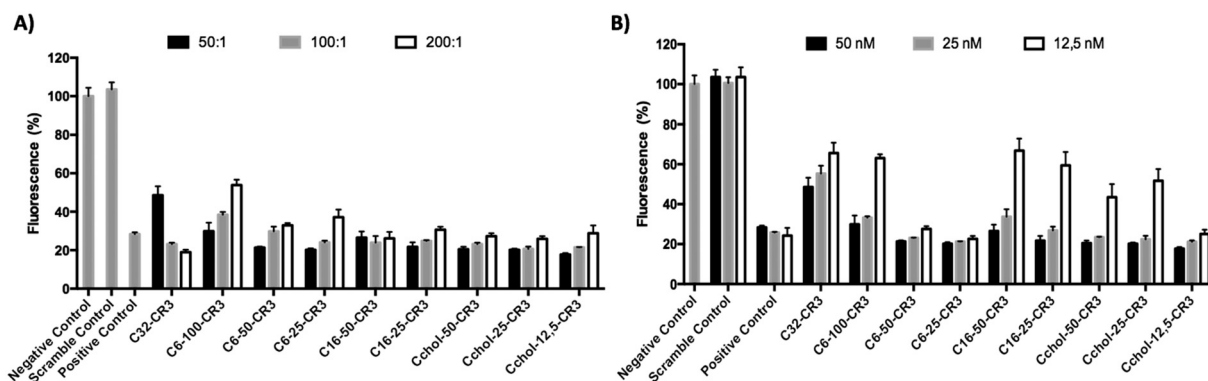 A)
50:1 100:1 200:1
Fluorescence (%)
120
100
80
60
40
20
0
Negative Control
Scramble Control
Positive Control
C32-CR3
C6-100-CR3
C6-50-CR3
C6-25-CR3
C16-50-CR3
C16-25-CR3
Cchol-50-CR3
Cchol-25-CR3
Cchol-12,5-CR3
B)
50 nM 25 nM 12,5 nM
Fluorescence (%)
120
100
80
60
40
20
0
Negative Control
Scramble Control
Positive Control
C32-CR3
C6-100-CR3
C6-50-CR3
C6-25-CR3
C16-50-CR3
C16-25-CR3
Cchol-50-CR3
Cchol-25-CR3
Cchol-12,5-CR3